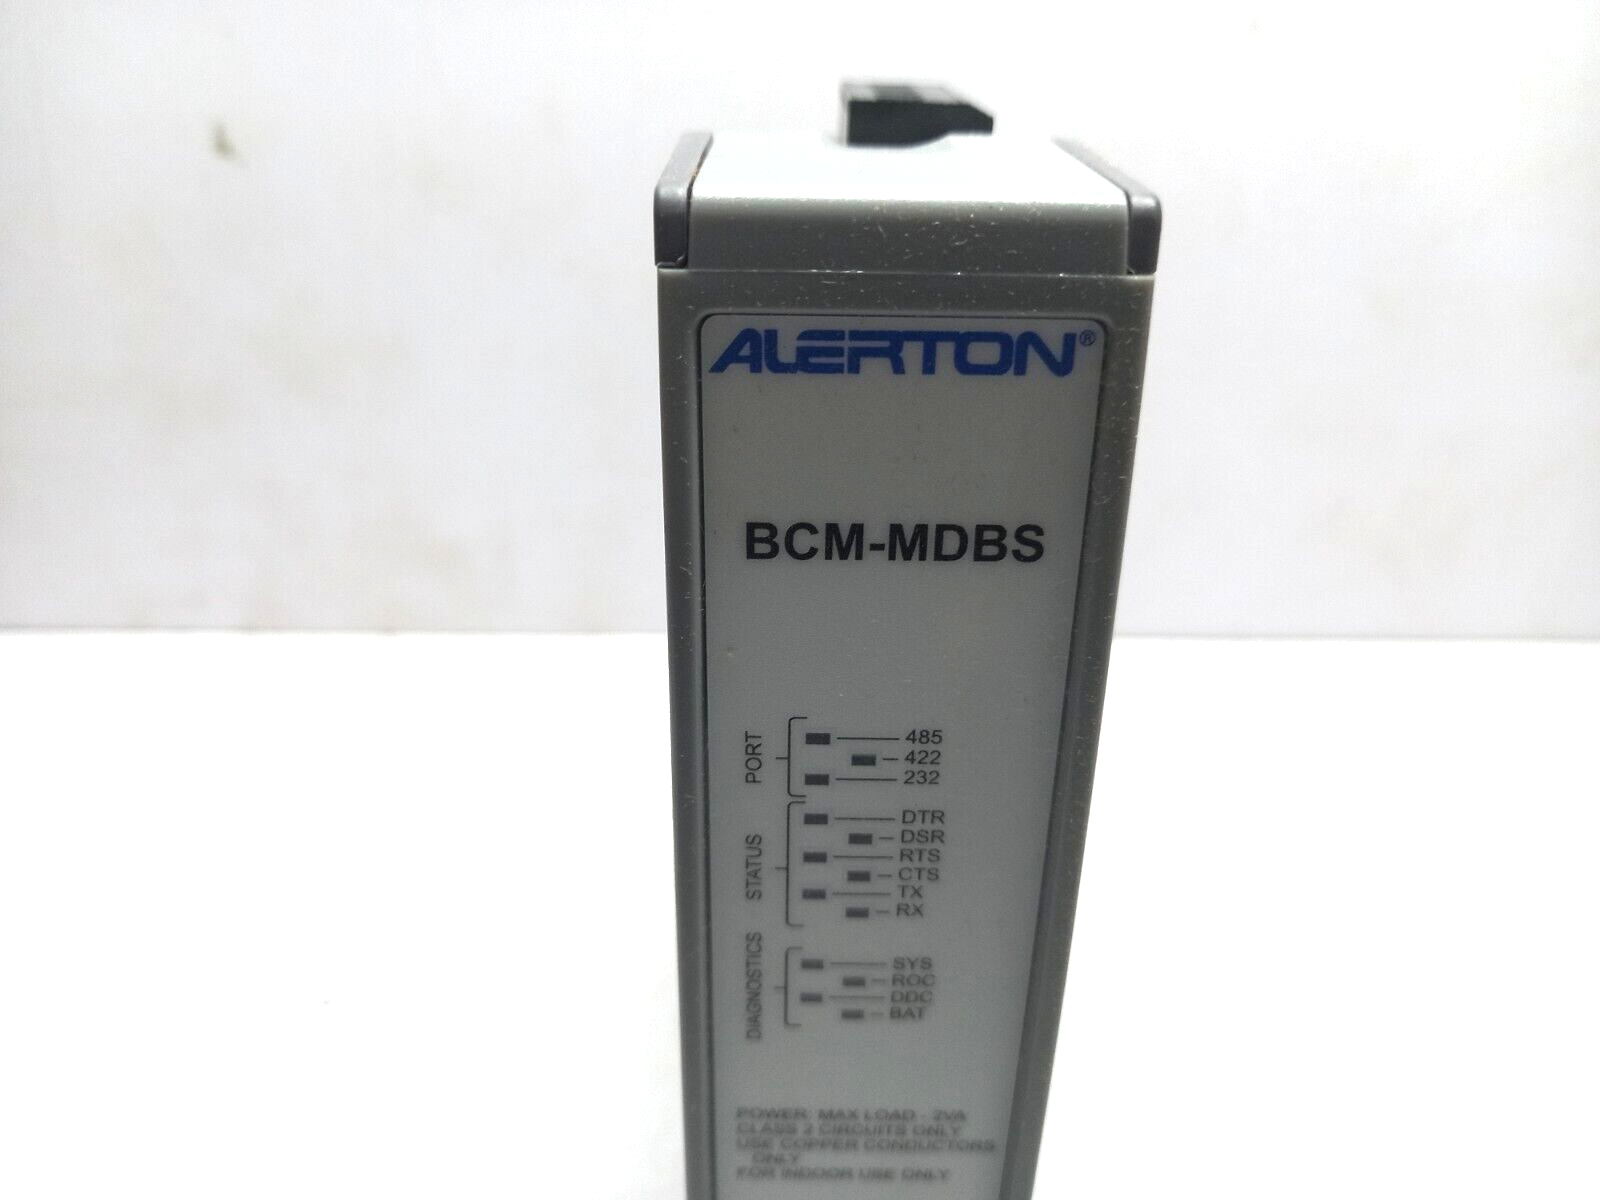 ALERTON®
BCM-MDBS
PORT
485
422
232
STATUS
DTR
DSR
RTS
CTS
TX
RX
DIAGNOSTICS
SYS
ROC
DDC
BAT
POWER: MAX LOAD - 2VA
CLASS 2 CIRCUITS ONLY
USE COPPER CONDUCTORS
ONLY
FOR INDOOR USE ONLY